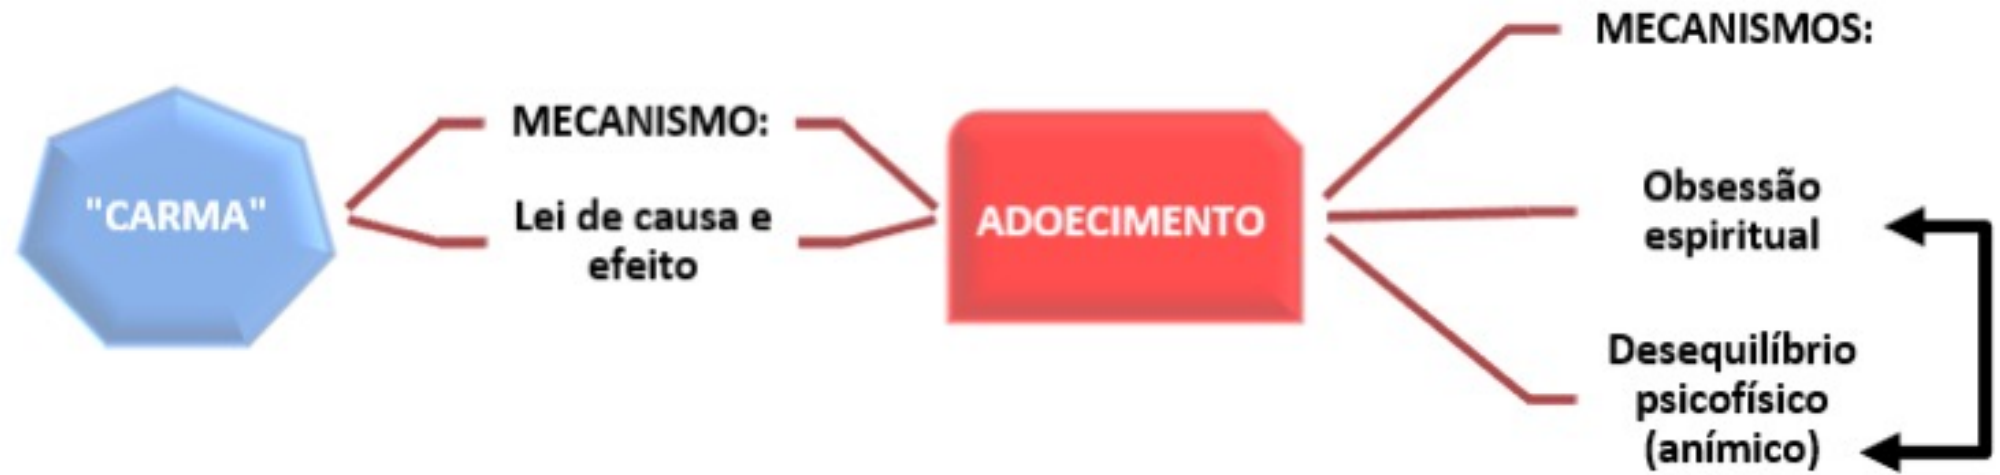 "CARMA"
MECANISMO:
Lei de causa e
efeito
ADOECIMENTO
MECANISMOS:
Obsessão
espiritual
Desequilíbrio
psicofísico
(anímico)